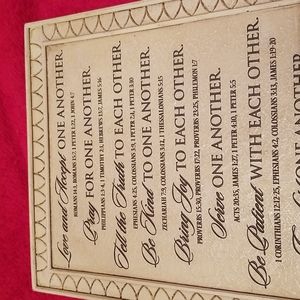 Love and Accept ONE ANOTHER.
ROMANS 14:1, ROMANS 15:7, 1 PETER 1:22, 1 JOHN 4:7
Pray FOR ONE ANOTHER.
PHILIPPIANS 1:3-4, 1 TIMOTHY 2:1, HEBREWS 13:7, JAMES 5:16
Tell the Truth TO EACH OTHER.
EPHESIANS 4:25, COLOSSIANS 3:9, 1 PETER 2:1, 1 PETER 3:10
Be Kind TO ONE ANOTHER.
ZECHARIAH 7:9, COLOSSIANS 3:12, 1 THESSALONIANS 5:15
Bring Joy TO EACH OTHER.
PROVERBS 15:30, PROVERBS 17:22, PROVERBS 23:25, PHILEMON 1:7
Serve ONE ANOTHER.
ACTS 20:35, JAMES 1:27, 1 PETER 4:10, 1 PETER 5:5
Be Patient WITH EACH OTHER.
1 CORINTHIANS 12:12-25, EPHESIANS 4:2, COLOSSIANS 3:13, JAMES 1:19-20